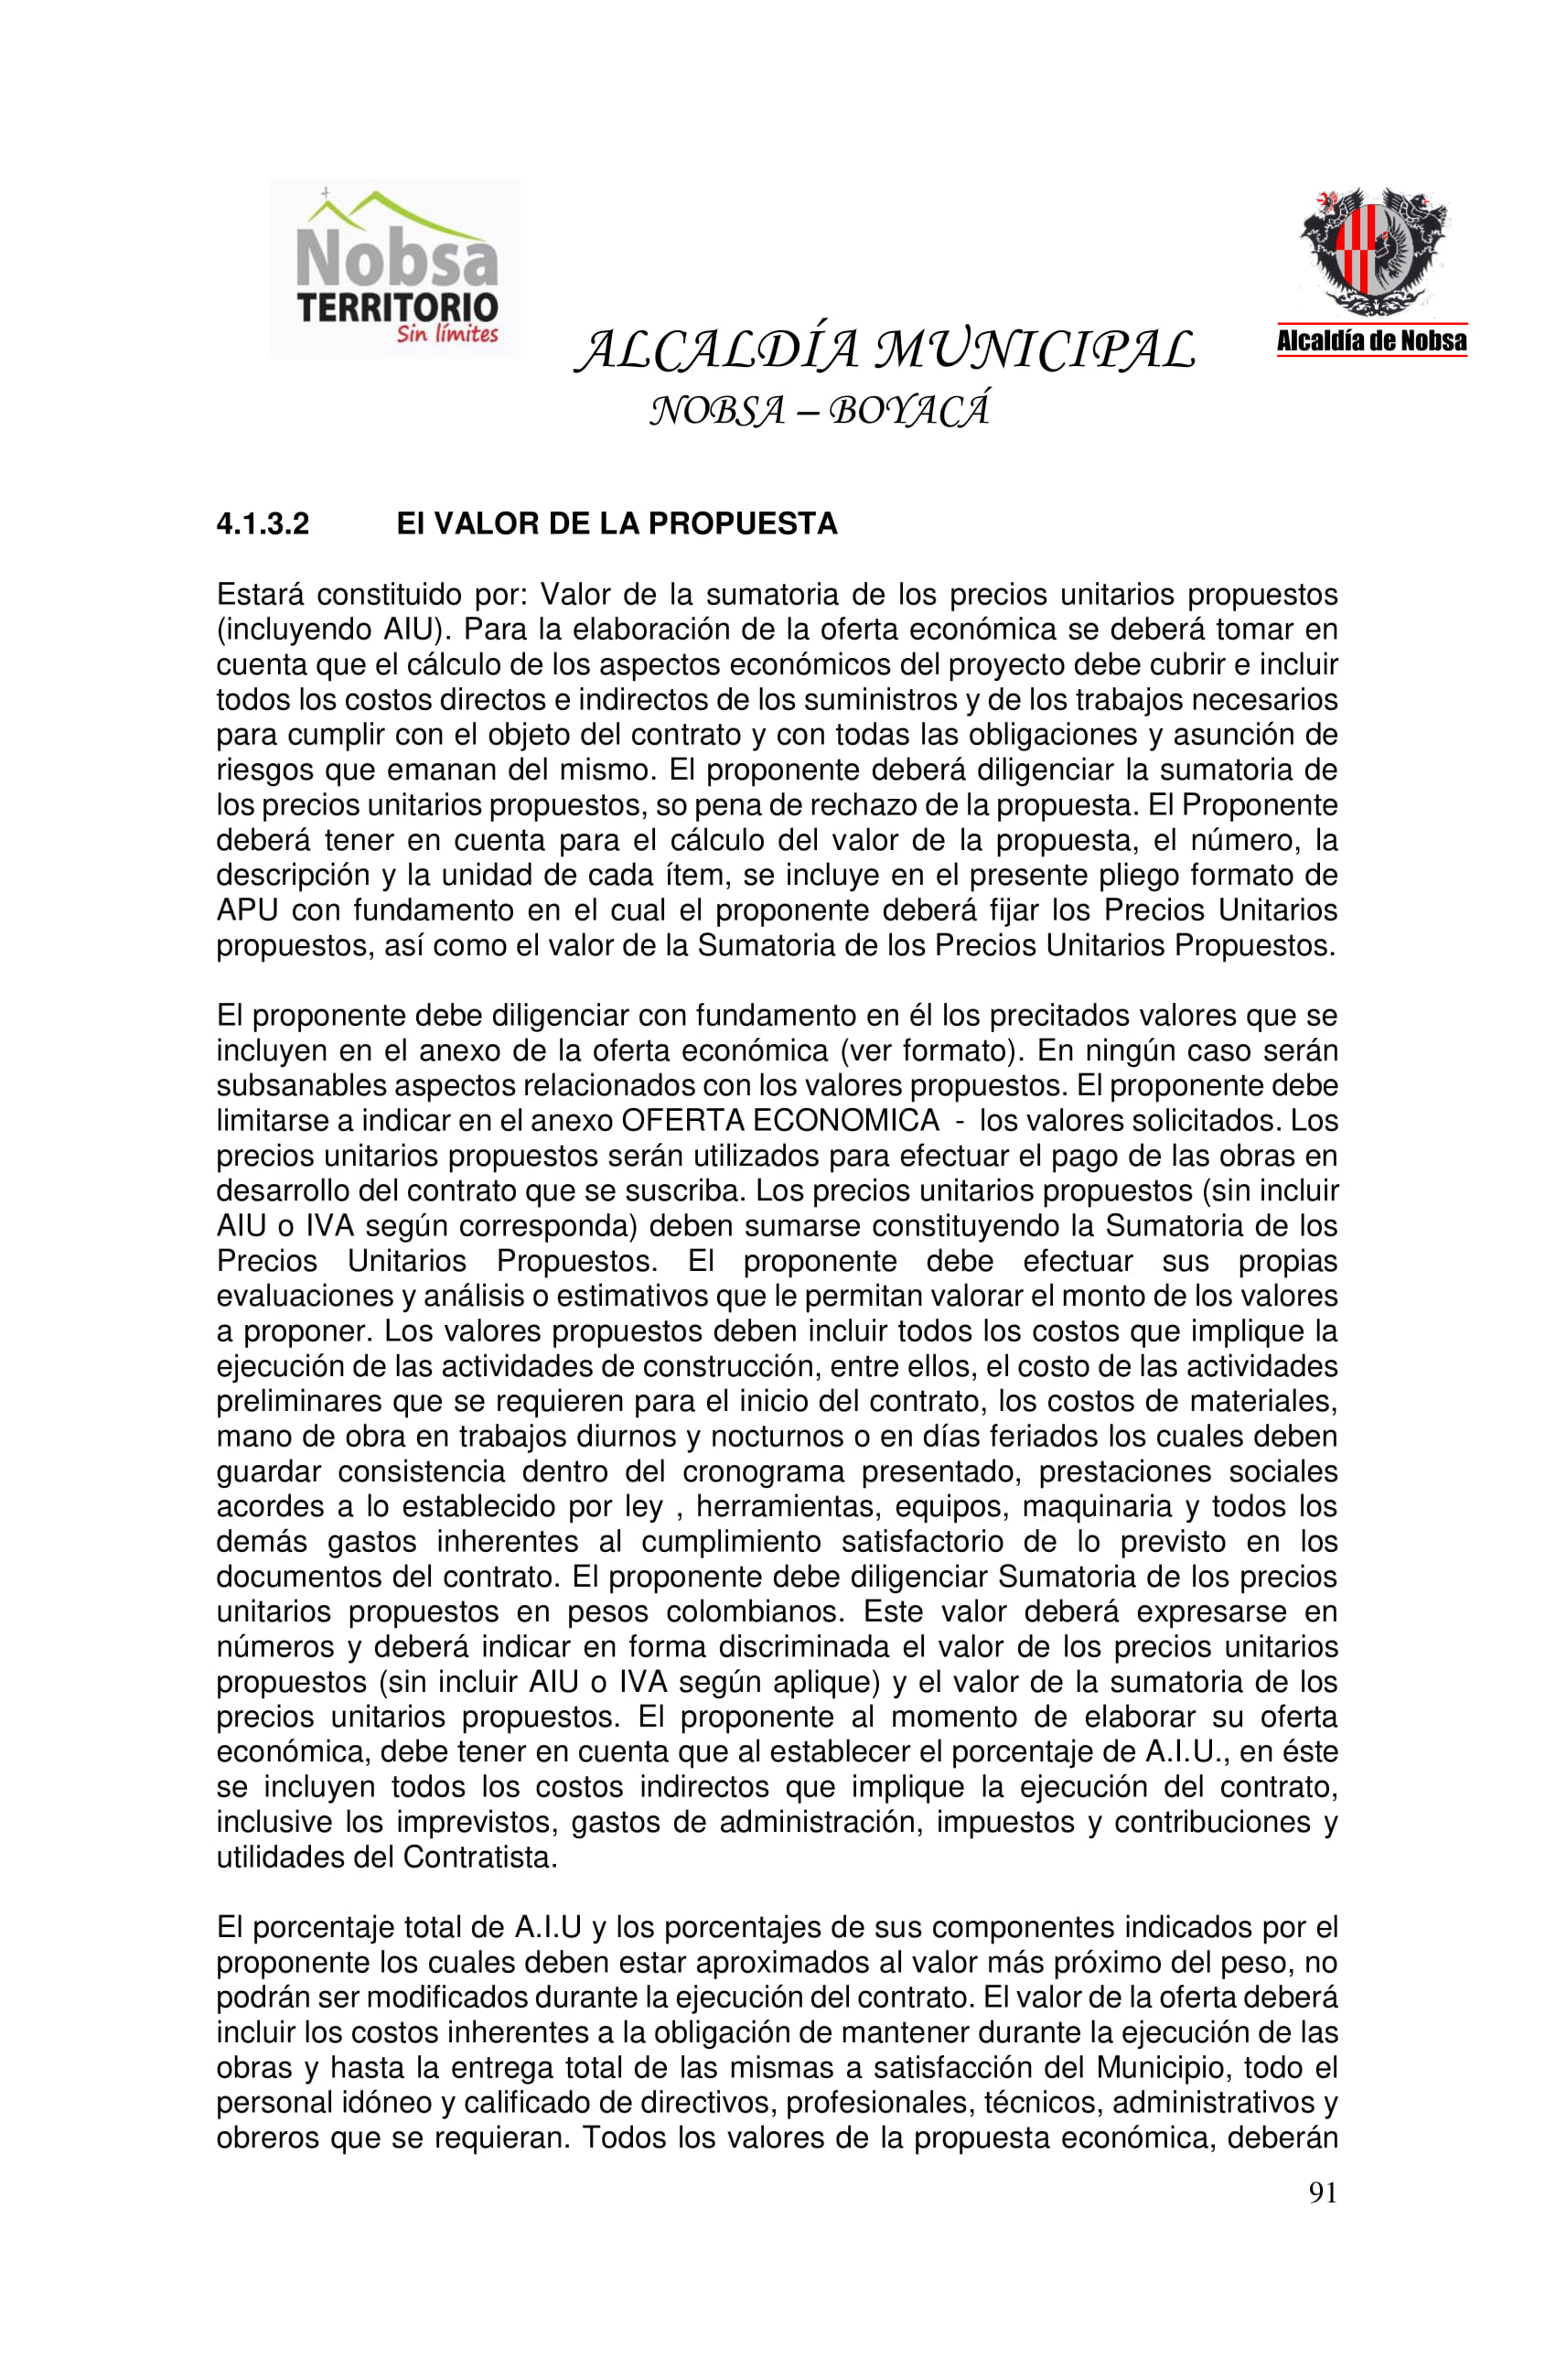 Nobsa
TERRITORIO
Sin límites
Alcaldía de Nobsa
ALCALDÍA MUNICIPAL
NOBSA – BOYACÁ
4.1.3.2 El VALOR DE LA PROPUESTA
Estará constituido por: Valor de la sumatoria de los precios unitarios propuestos
(incluyendo AIU). Para la elaboración de la oferta económica se deberá tomar en
cuenta que el cálculo de los aspectos económicos del proyecto debe cubrir e incluir
todos los costos directos e indirectos de los suministros y de los trabajos necesarios
para cumplir con el objeto del contrato y con todas las obligaciones y asunción de
riesgos que emanan del mismo. El proponente deberá diligenciar la sumatoria de
los precios unitarios propuestos, so pena de rechazo de la propuesta. El Proponente
deberá tener en cuenta para el cálculo del valor de la propuesta, el número, la
descripción y la unidad de cada ítem, se incluye en el presente pliego formato de
APU con fundamento en el cual el proponente deberá fijar los Precios Unitarios
propuestos, así como el valor de la Sumatoria de los Precios Unitarios Propuestos.
El proponente debe diligenciar con fundamento en él los precitados valores que se
incluyen en el anexo de la oferta económica (ver formato). En ningún caso serán
subsanables aspectos relacionados con los valores propuestos. El proponente debe
limitarse a indicar en el anexo OFERTA ECONOMICA - los valores solicitados. Los
precios unitarios propuestos serán utilizados para efectuar el pago de las obras en
desarrollo del contrato que se suscriba. Los precios unitarios propuestos (sin incluir
AIU o IVA según corresponda) deben sumarse constituyendo la Sumatoria de los
Precios Unitarios Propuestos. El proponente debe efectuar sus propias
evaluaciones y análisis o estimativos que le permitan valorar el monto de los valores
a proponer. Los valores propuestos deben incluir todos los costos que implique la
ejecución de las actividades de construcción, entre ellos, el costo de las actividades
preliminares que se requieren para el inicio del contrato, los costos de materiales,
mano de obra en trabajos diurnos y nocturnos o en días feriados los cuales deben
guardar consistencia dentro del cronograma presentado, prestaciones sociales
acordes a lo establecido por ley , herramientas, equipos, maquinaria y todos los
demás gastos inherentes al cumplimiento satisfactorio de lo previsto en los
documentos del contrato. El proponente debe diligenciar Sumatoria de los precios
unitarios propuestos en pesos colombianos. Este valor deberá expresarse en
números y deberá indicar en forma discriminada el valor de los precios unitarios
propuestos (sin incluir AIU o IVA según aplique) y el valor de la sumatoria de los
precios unitarios propuestos. El proponente al momento de elaborar su oferta
económica, debe tener en cuenta que al establecer el porcentaje de A.I.U., en éste
se incluyen todos los costos indirectos que implique la ejecución del contrato,
inclusive los imprevistos, gastos de administración, impuestos y contribuciones y
utilidades del Contratista.
El porcentaje total de A.I.U y los porcentajes de sus componentes indicados por el
proponente los cuales deben estar aproximados al valor más próximo del peso, no
podrán ser modificados durante la ejecución del contrato. El valor de la oferta deberá
incluir los costos inherentes a la obligación de mantener durante la ejecución de las
obras y hasta la entrega total de las mismas a satisfacción del Municipio, todo el
personal idóneo y calificado de directivos, profesionales, técnicos, administrativos y
obreros que se requieran. Todos los valores de la propuesta económica, deberán
91